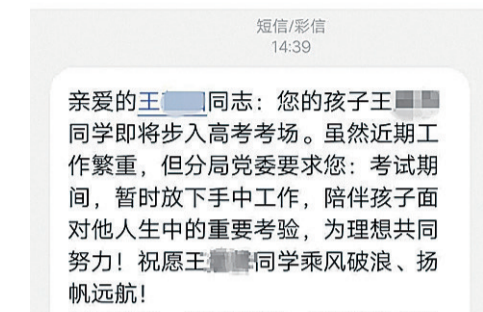 短信/彩信
14:39
亲爱的王同志：您的孩子王
同学即将步入高考考场。虽然近期工
作繁重，但分局党委要求您：考试期
间，暂时放下手中工作，陪伴孩子面
对他人生中的重要考验，为理想共同
努力！祝愿王同学乘风破浪、扬
帆远航！